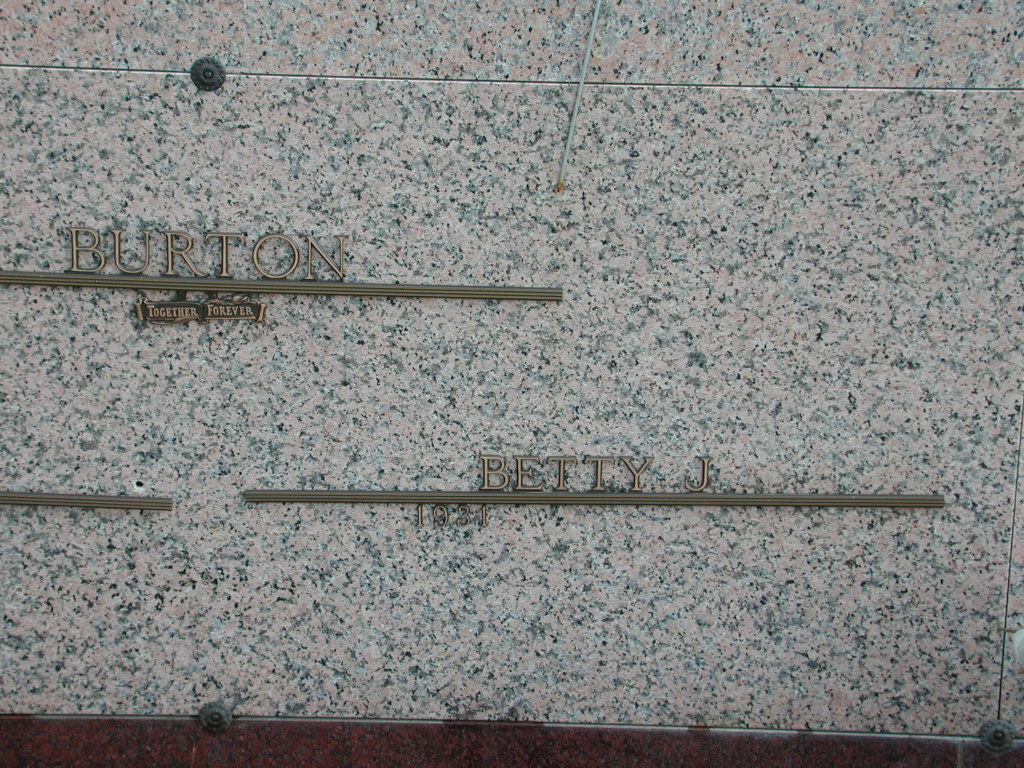 BURTON
TOGETHER FOREVER
BETTY J
1931